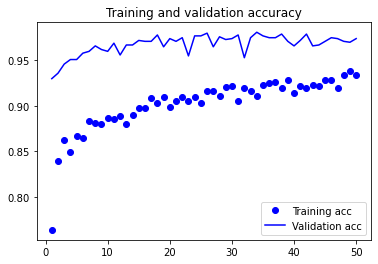 Training and validation accuracy
0.95
0.90
0.85
0.80
Training acc
Validation acc
0 10 20 30 40 50